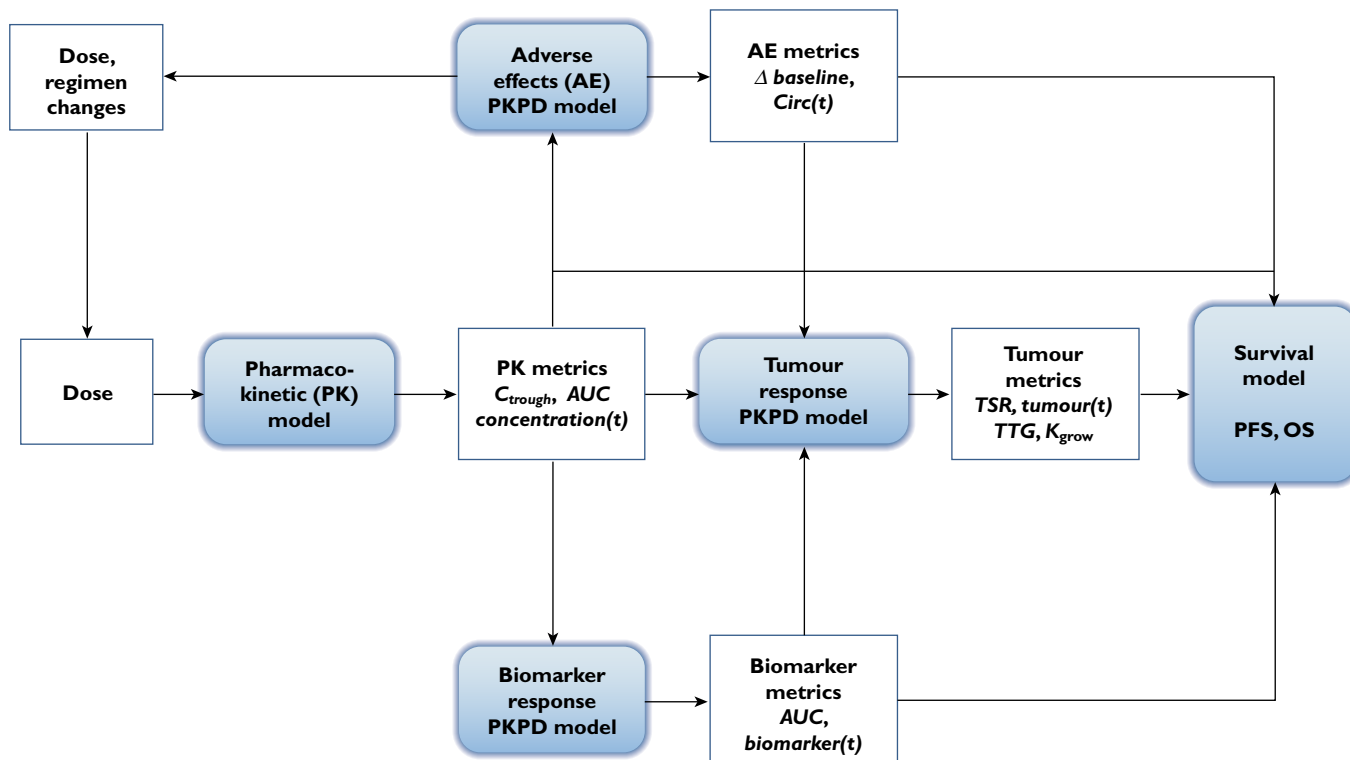 Dose,
regimen
changes
Adverse
effects (AE)
PKPD model
AE metrics
Δ baseline,
Circ(t)
Dose
Pharmaco-
kinetic (PK)
model
PK metrics
Ctrough, AUC
concentration(t)
Tumour
response
PKPD model
Tumour
metrics
TSR, tumour(t)
TTG, Kgrow
Survival
model
PFS, OS
Biomarker
response
PKPD model
Biomarker
metrics
AUC,
biomarker(t)